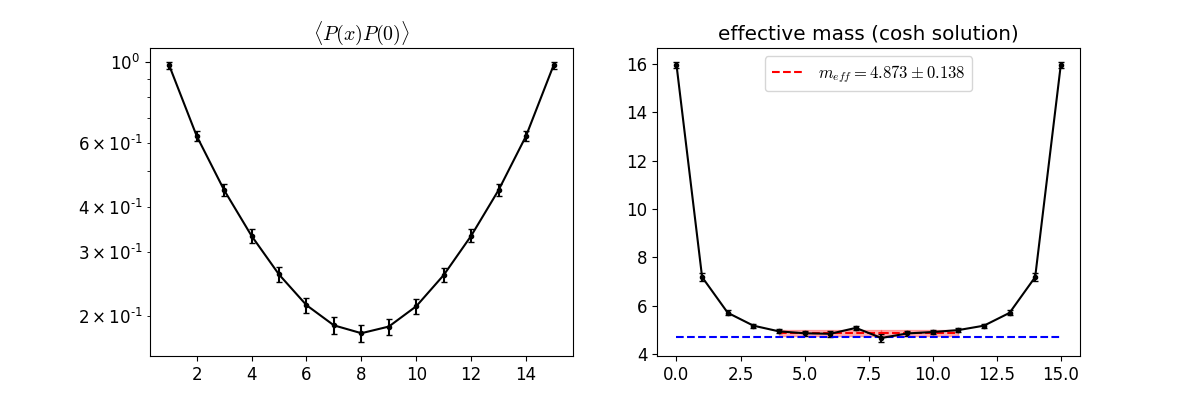 ⟨P(x)P(0)⟩
10^0
6 × 10^-1
4 × 10^-1
3 × 10^-1
2 × 10^-1
2 4 6 8 10 12 14
effective mass (cosh solution)
m_eff = 4.873 ± 0.138
16
14
12
10
8
6
4
0.0 2.5 5.0 7.5 10.0 12.5 15.0